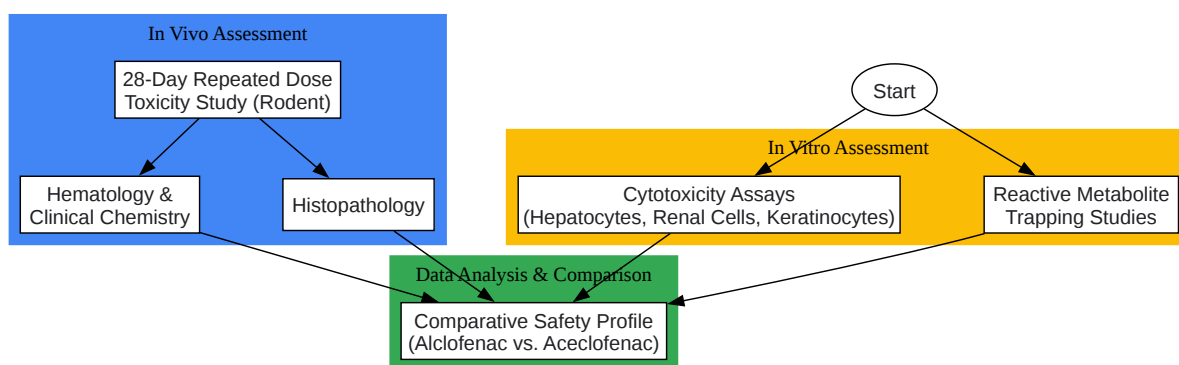 In Vivo Assessment
28-Day Repeated Dose
Toxicity Study (Rodent)
Hematology &
Clinical Chemistry
Histopathology
Start
In Vitro Assessment
Cytotoxicity Assays
(Hepatocytes, Renal Cells, Keratinocytes)
Reactive Metabolite
Trapping Studies
Data Analysis & Comparison
Comparative Safety Profile
(Alclofenac vs. Aceclofenac)